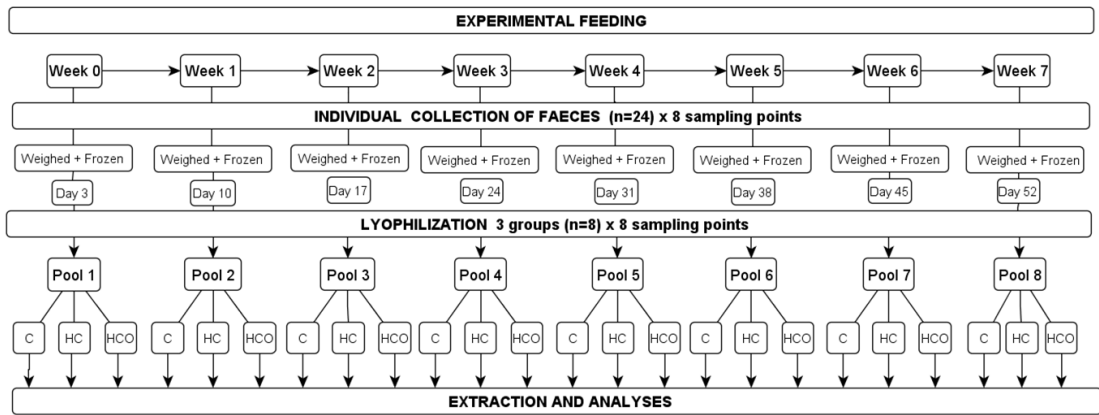 EXPERIMENTAL FEEDING
Week 0 Week 1 Week 2 Week 3 Week 4 Week 5 Week 6 Week 7
INDIVIDUAL COLLECTION OF FAECES (n=24) x 8 sampling points
Weighed + Frozen Weighed + Frozen Weighed + Frozen Weighed + Frozen Weighed + Frozen Weighed + Frozen Weighed + Frozen Weighed + Frozen
Day 3 Day 10 Day 17 Day 24 Day 31 Day 38 Day 45 Day 52
LYOPHILIZATION 3 groups (n=8) x 8 sampling points
Pool 1 Pool 2 Pool 3 Pool 4 Pool 5 Pool 6 Pool 7 Pool 8
C HC HCO C HC HCO C HC HCO C HC HCO C HC HCO C HC HCO C HC HCO C HC HCO
EXTRACTION AND ANALYSES